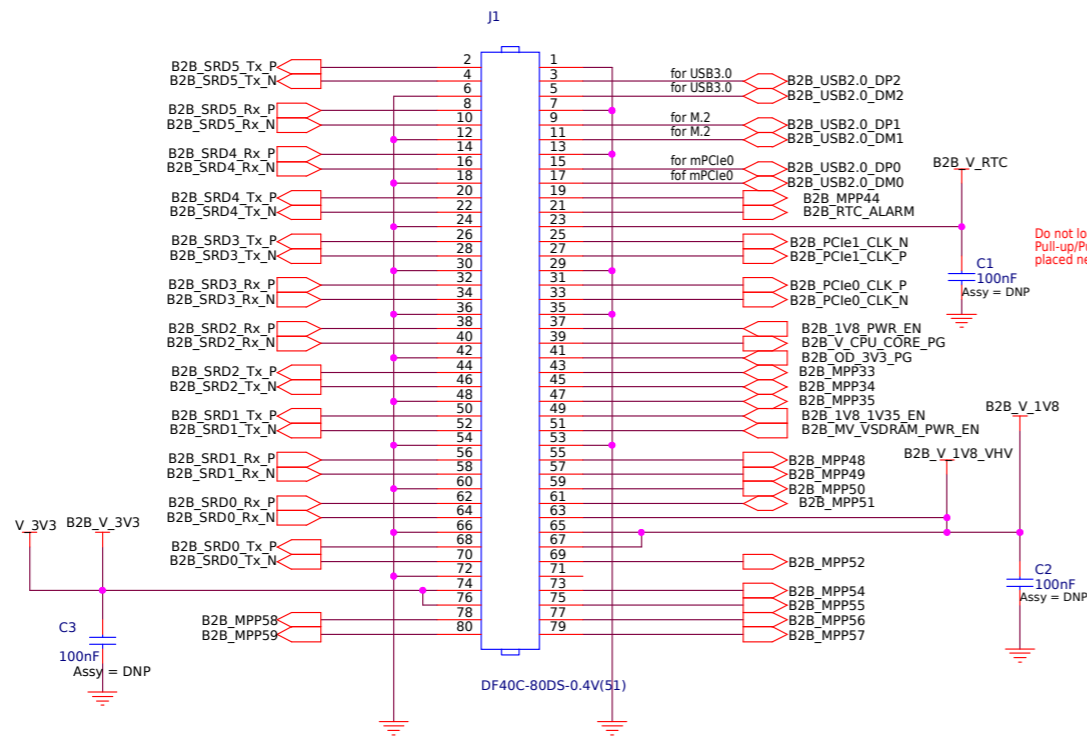 J1
B2B_SRD5_Tx_P 2 1
B2B_SRD5_Tx_N 4 3 for USB3.0 B2B_USB2.0_DP2
6 5 for USB3.0 B2B_USB2.0_DM2
B2B_SRD5_Rx_P 8 7
B2B_SRD5_Rx_N 10 9 for M.2 B2B_USB2.0_DP1
12 11 for M.2 B2B_USB2.0_DM1
B2B_SRD4_Rx_P 14 13
B2B_SRD4_Rx_N 16 15 for mPCIe0 B2B_USB2.0_DP0 B2B_V_RTC
18 17 for mPCIe0 B2B_USB2.0_DM0
B2B_SRD4_Tx_P 20 19 B2B_MPP44
B2B_SRD4_Tx_N 22 21 B2B_RTC_ALARM
24 23
Do not
B2B_SRD3_Tx_P 26 25 B2B_PCIe1_CLK_N
Pull-up/
B2B_SRD3_Tx_N 28 27 B2B_PCIe1_CLK_P
placed
30 29 C1
B2B_SRD3_Rx_P 32 31 B2B_PCIe0_CLK_P 100nF
B2B_SRD3_Rx_N 34 33 B2B_PCIe0_CLK_N Assy = DNP
36 35
B2B_SRD2_Rx_P 38 37 B2B_1V8_PWR_EN
B2B_SRD2_Rx_N 40 39 B2B_V_CPU_CORE_PG
42 41 B2B_OD_3V3_PG
B2B_SRD2_Tx_P 44 43 B2B_MPP33
B2B_SRD2_Tx_N 46 45 B2B_MPP34
48 47 B2B_MPP35
B2B_SRD1_Tx_P 50 49 B2B_1V8_1V35_EN B2B_V_1V8
B2B_SRD1_Tx_N 52 51 B2B_MV_VSDRAM_PWR_EN
54 53 B2B_V_1V8_VHV
B2B_SRD1_Rx_P 56 55 B2B_MPP48
B2B_SRD1_Rx_N 58 57 B2B_MPP49
60 59 B2B_MPP50
B2B_SRD0_Rx_P 62 61 B2B_MPP51
B2B_SRD0_Rx_N 64 63
V_3V3 B2B_V_3V3 66 65
B2B_SRD0_Tx_P 68 67
B2B_SRD0_Tx_N 70 69 B2B_MPP52
72 71 C2
74 73 B2B_MPP54 100nF
76 75 B2B_MPP55 Assy = DNP
B2B_MPP58 78 77 B2B_MPP56
C3 B2B_MPP59 80 79 B2B_MPP57
100nF
Assy = DNP
DF40C-80DS-0.4V(51)